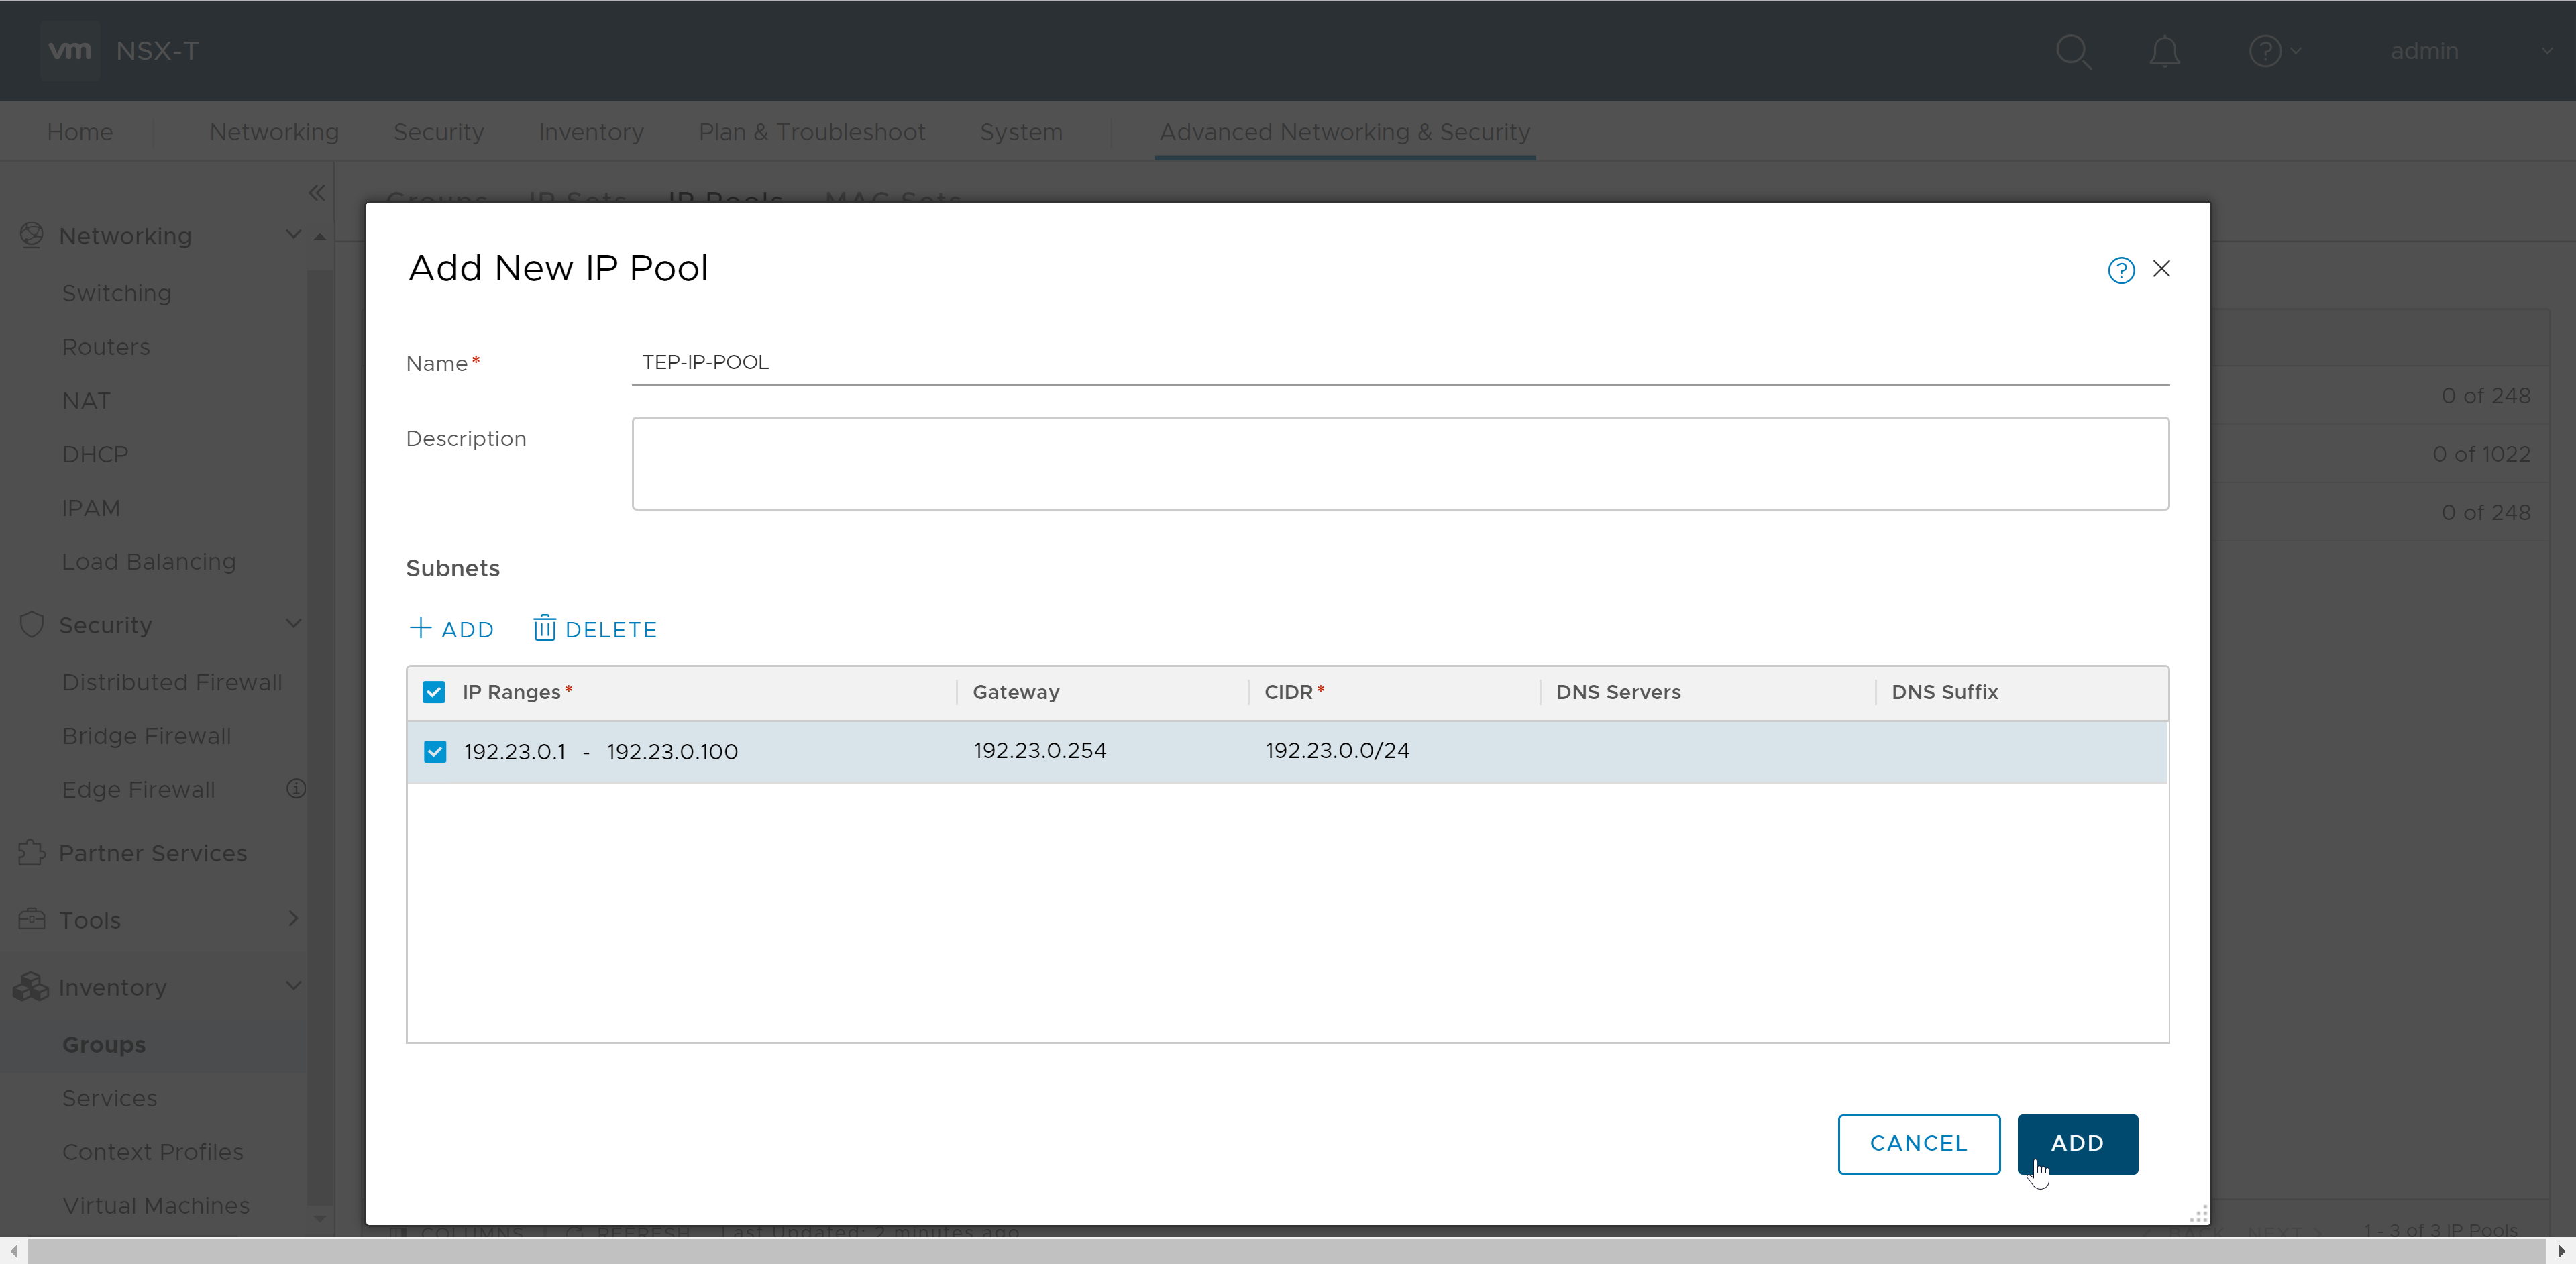 vm NSX-T admin
Home Networking Security Inventory Plan & Troubleshoot System Advanced Networking & Security
Groups IP Sets IP Pools MAC Sets
Networking
Switching
Routers
NAT
DHCP
IPAM
Load Balancing
Security
Distributed Firewall
Bridge Firewall
Edge Firewall
Partner Services
Tools
Inventory
Groups
Services
Context Profiles
Virtual Machines
Add New IP Pool
Name* TEP-IP-POOL
Description
Subnets
+ ADD DELETE
IP Ranges* Gateway CIDR* DNS Servers DNS Suffix
192.23.0.1 - 192.23.0.100 192.23.0.254 192.23.0.0/24
CANCEL ADD
0 of 248
0 of 1022
0 of 248
COLUMNS REFRESH Last Updated: 2 minutes ago BACK NEXT 1 - 3 of 3 IP Pools